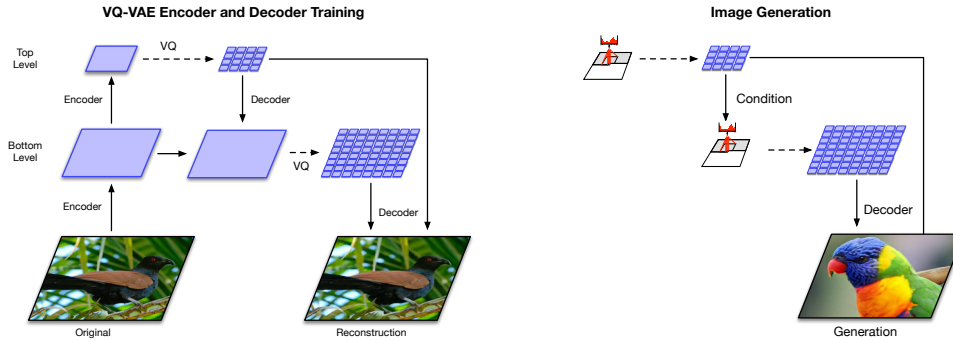 VQ-VAE Encoder and Decoder Training
Top
Level
VQ
Encoder
Decoder
Bottom
Level
VQ
Encoder
Decoder
Original
Reconstruction
Image Generation
Condition
Decoder
Generation